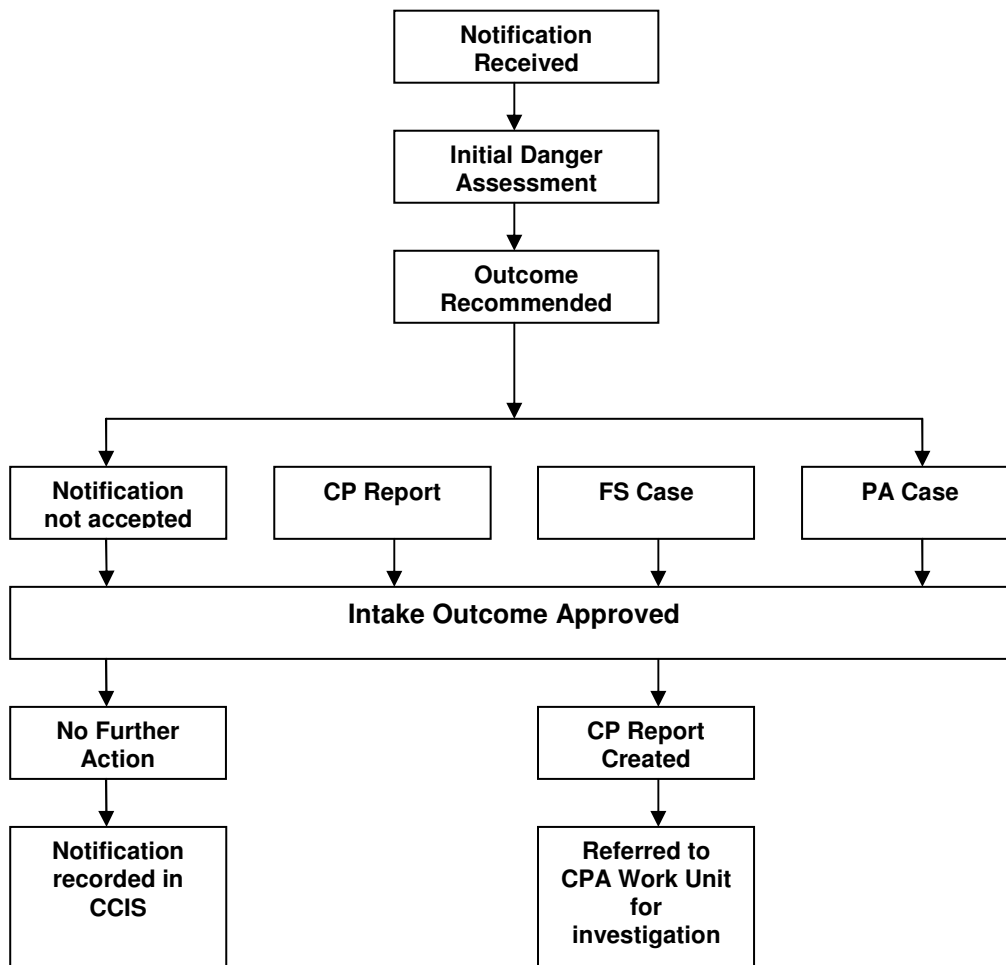 Notification
Received
Initial Danger
Assessment
Outcome
Recommended
Notification
not accepted
CP Report
FS Case
PA Case
Intake Outcome Approved
No Further
Action
CP Report
Created
Notification
recorded in
CCIS
Referred to
CPA Work Unit
for
investigation